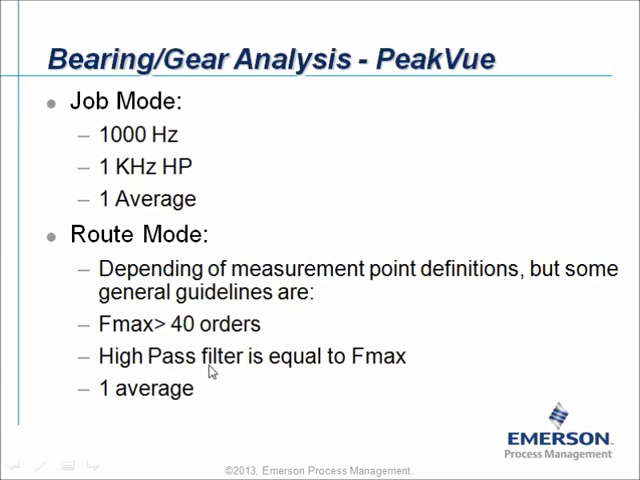 Bearing/Gear Analysis - PeakVue
Job Mode:
– 1000 Hz
– 1 KHz HP
– 1 Average
Route Mode:
– Depending of measurement point definitions, but some
general guidelines are:
– Fmax> 40 orders
– High Pass filter is equal to Fmax
– 1 average
EMERSON
Process Management
©2013, Emerson Process Management.